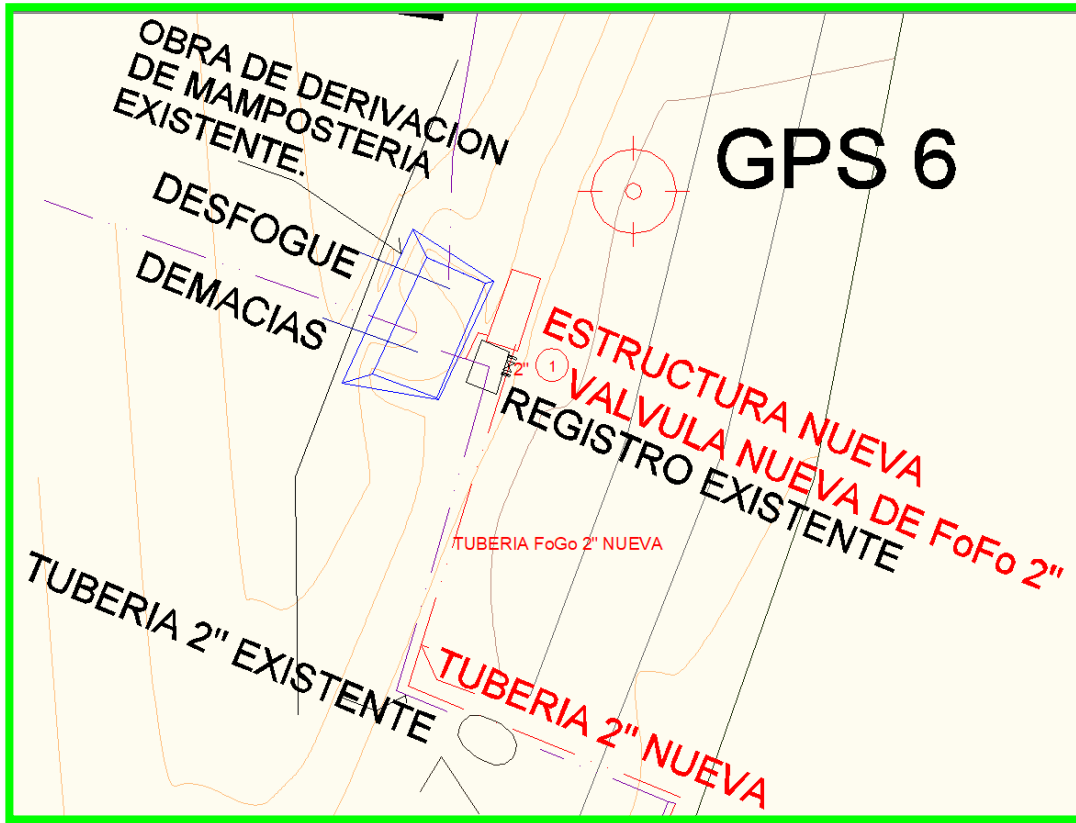 OBRA DE DERIVACION
DE MAMPOSTERIA
EXISTENTE.
GPS 6
DESFOGUE
DEMACIAS
ESTRUCTURA NUEVA
2"
1
VALVULA NUEVA DE FoFo 2"
REGISTRO EXISTENTE
TUBERIA FoGo 2" NUEVA
TUBERIA 2" EXISTENTE
TUBERIA 2" NUEVA